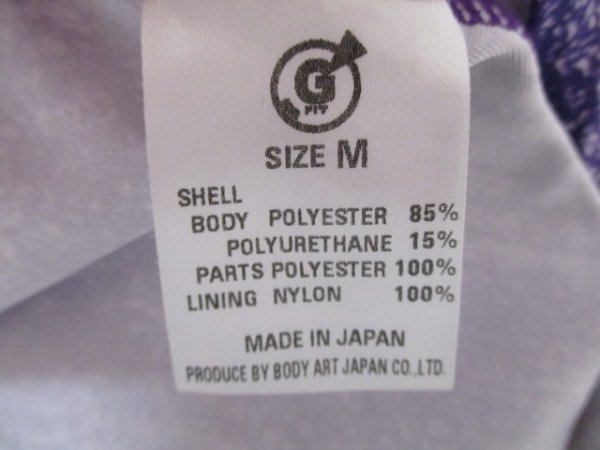 G
FIT
SIZE M
SHELL
BODY POLYESTER 85%
POLYURETHANE 15%
PARTS POLYESTER 100%
LINING NYLON 100%
MADE IN JAPAN
PRODUCE BY BODY ART JAPAN CO.,LTD.